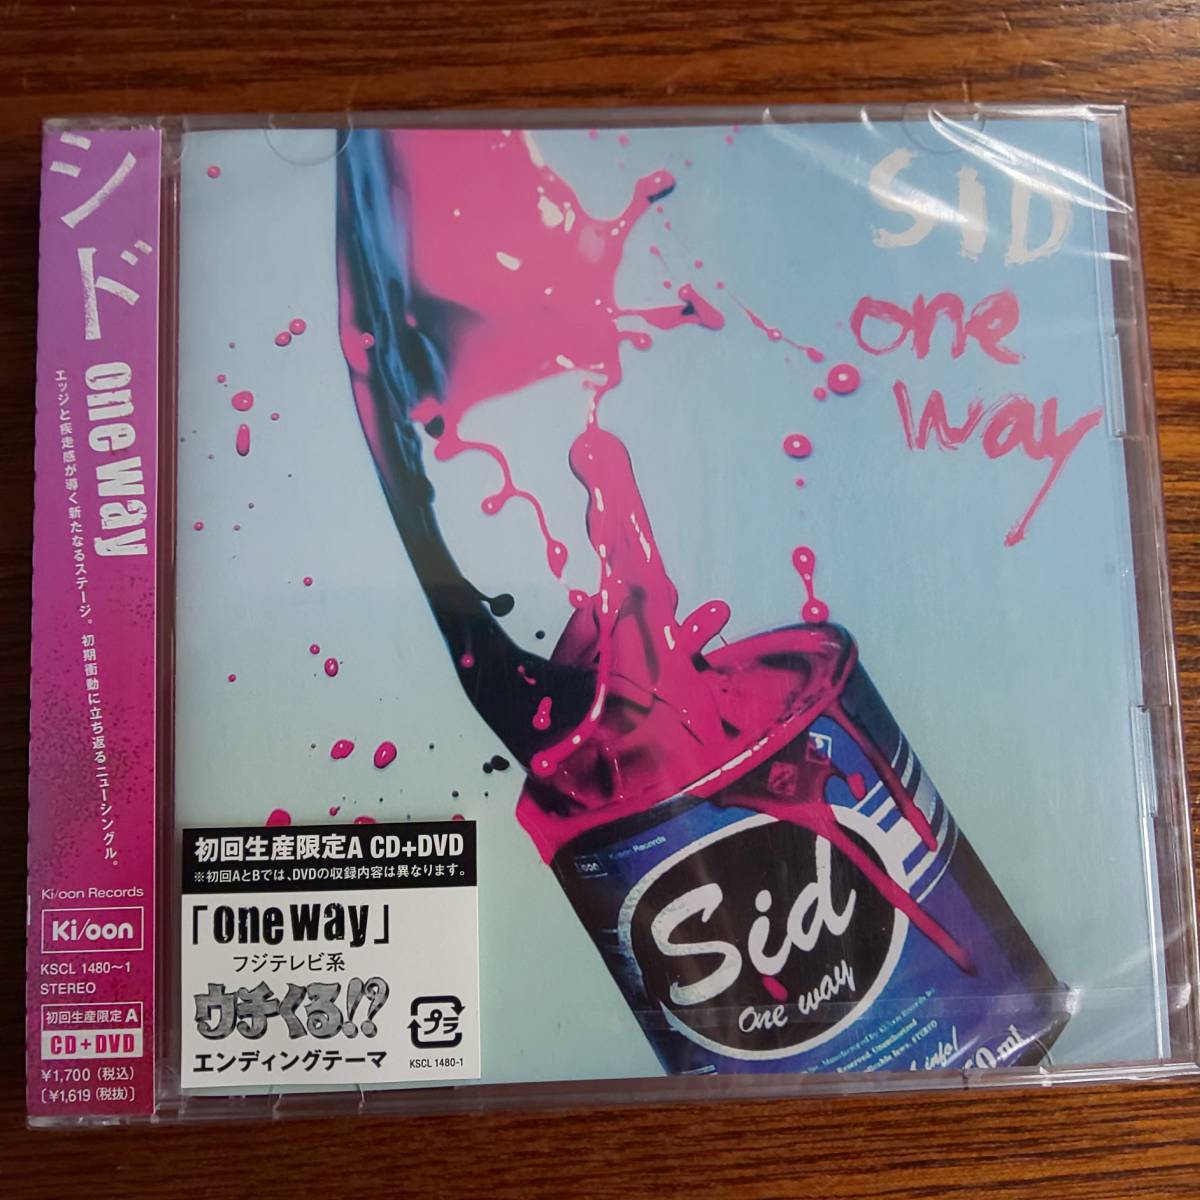 シド
one way
エッジと疾走感が導く新たなるステージ。初期衝動に立ち返るニューシングル。
Ki/oon Records
Ki/oon
KSCL 1480〜1
STEREO
初回生産限定 A
CD+DVD
¥1,700（税込）
[¥1,619（税抜）]
SID
one
way
初回生産限定A CD+DVD
※初回AとBでは、DVDの収録内容は異なります。
「one way」
フジテレビ系
ウチくる!?
エンディングテーマ
プラ
KSCL 1480-1
Ki/oon Records
Sid
one way
info!
0 ml